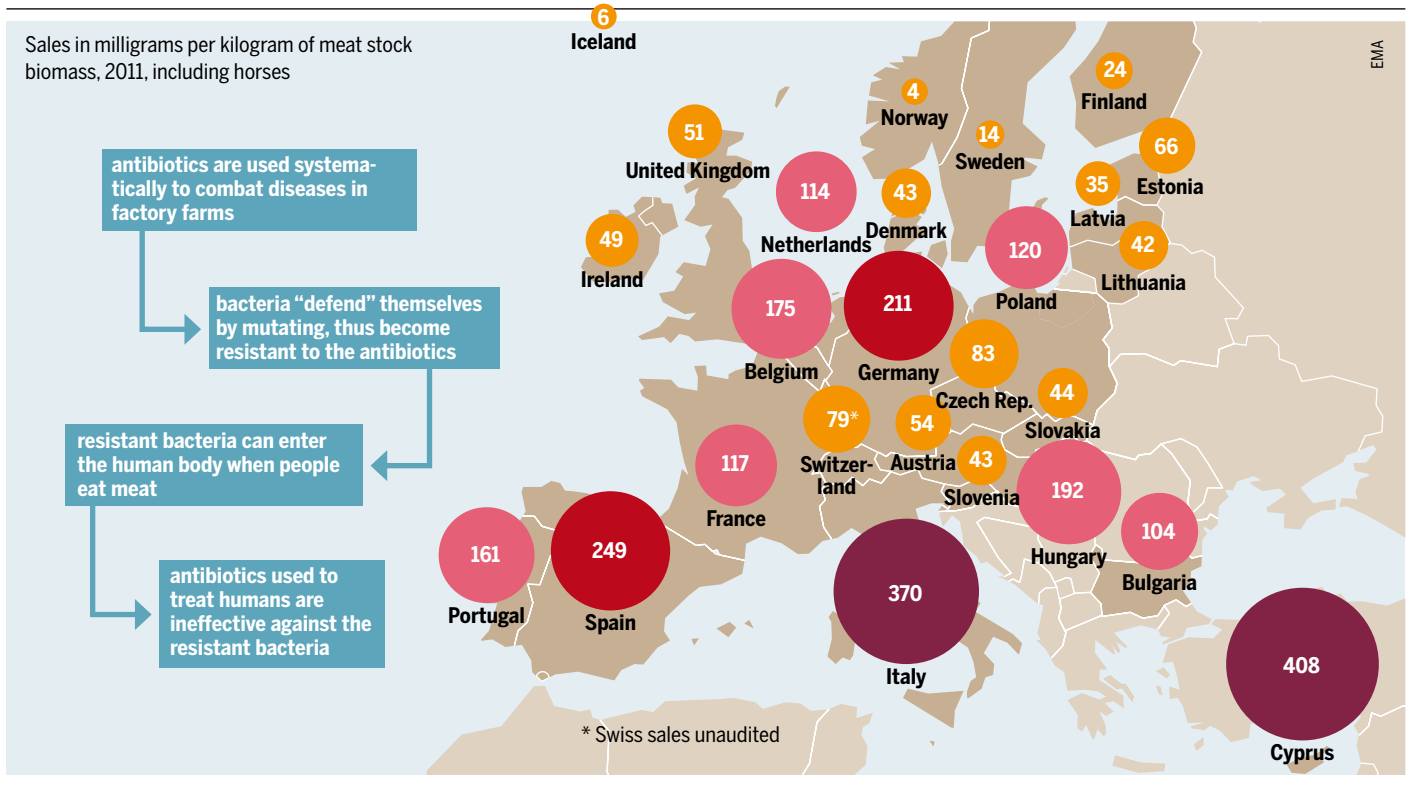 Sales in milligrams per kilogram of meat stock
biomass, 2011, including horses
EMA
antibiotics are used systema-
tically to combat diseases in
factory farms
bacteria “defend” themselves
by mutating, thus become
resistant to the antibiotics
resistant bacteria can enter
the human body when people
eat meat
antibiotics used to
treat humans are
ineffective against the
resistant bacteria
6
Iceland
4
Norway
14
Sweden
24
Finland
51
United Kingdom
66
Estonia
114
Netherlands
43
Denmark
35
Latvia
49
Ireland
120
Poland
42
Lithuania
175
Belgium
211
Germany
83
Czech Rep.
44
Slovakia
79*
Switzer-
land
54
Austria
43
Slovenia
117
France
192
Hungary
104
Bulgaria
161
Portugal
249
Spain
370
Italy
408
Cyprus
* Swiss sales unaudited